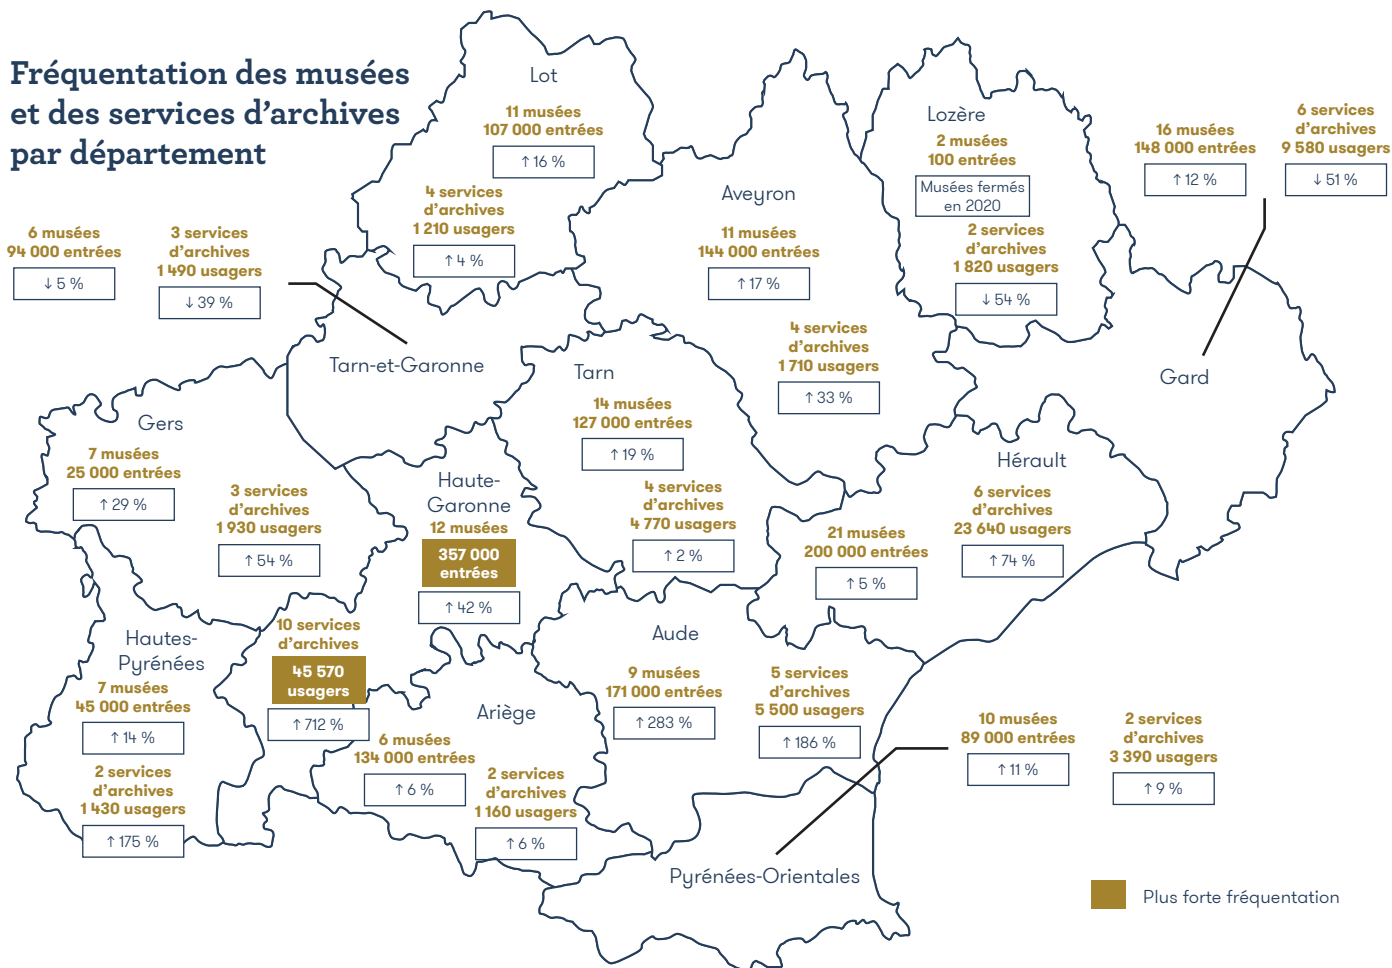 Fréquentation des musées
et des services d'archives
par département
Lot
11 musées
107 000 entrées
↑ 16 %
4 services
d'archives
1 210 usagers
↑ 4 %
Lozère
2 musées
100 entrées
Musées fermés
en 2020
2 services
d'archives
1 820 usagers
↓ 54 %
16 musées
148 000 entrées
↑ 12 %
6 services
d'archives
9 580 usagers
↓ 51 %
Gard
Aveyron
11 musées
144 000 entrées
↑ 17 %
4 services
d'archives
1 710 usagers
↑ 33 %
6 musées
94 000 entrées
↓ 5 %
3 services
d'archives
1 490 usagers
↓ 39 %
Tarn-et-Garonne
Tarn
14 musées
127 000 entrées
↑ 19 %
4 services
d'archives
4 770 usagers
↑ 2 %
Gers
7 musées
25 000 entrées
↑ 29 %
3 services
d'archives
1 930 usagers
↑ 54 %
Haute-
Garonne
12 musées
357 000
entrées
↑ 42 %
10 services
d'archives
45 570
usagers
↑ 712 %
Hérault
6 services
d'archives
23 640 usagers
↑ 74 %
21 musées
200 000 entrées
↑ 5 %
Hautes-
Pyrénées
7 musées
45 000 entrées
↑ 14 %
2 services
d'archives
1 430 usagers
↑ 175 %
Ariège
6 musées
134 000 entrées
↑ 6 %
2 services
d'archives
1 160 usagers
↑ 6 %
Aude
9 musées
171 000 entrées
↑ 283 %
5 services
d'archives
5 500 usagers
↑ 186 %
10 musées
89 000 entrées
↑ 11 %
2 services
d'archives
3 390 usagers
↑ 9 %
Pyrénées-Orientales
Plus forte fréquentation